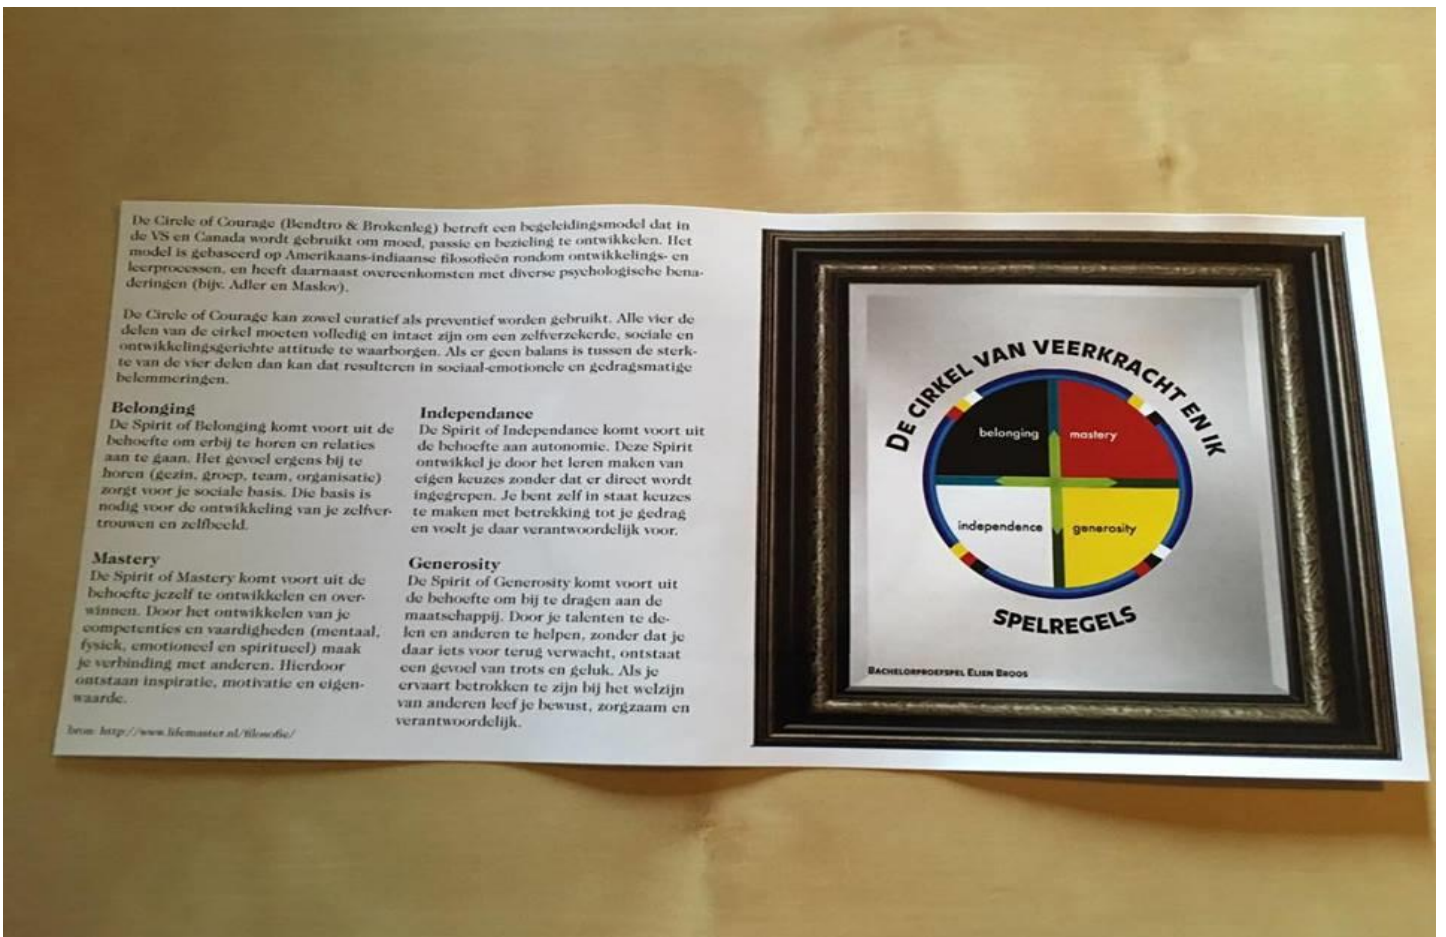 De Circle of Courage (Bendtro & Brokenleg) betreft een begeleidingsmodel dat in
de VS en Canada wordt gebruikt om moed, passie en bezieling te ontwikkelen. Het
model is gebaseerd op Amerikaans-indiaanse filosofieën rondom ontwikkelings- en
leerprocessen, en heeft daarnaast overeenkomsten met diverse psychologische bena-
deringen (bijv. Adler en Maslov).
De Circle of Courage kan zowel curatief als preventief worden gebruikt. Alle vier de
delen van de cirkel moeten volledig en intact zijn om een zelfverzekerde, sociale en
ontwikkelingsgerichte attitude te waarborgen. Als er geen balans is tussen de sterk-
te van de vier delen dan kan dat resulteren in sociaal-emotionele en gedragsmatige
belemmeringen.
Belonging
De Spirit of Belonging komt voort uit de
behoefte om erbij te horen en relaties
aan te gaan. Het gevoel ergens bij te
horen (gezin, groep, team, organisatie)
zorgt voor je sociale basis. Die basis is
nodig voor de ontwikkeling van je zelfver-
trouwen en zelfbeeld.
Mastery
De Spirit of Mastery komt voort uit de
behoefte jezelf te ontwikkelen en over-
winnen. Door het ontwikkelen van je
competenties en vaardigheden (mentaal,
fysiek, emotioneel en spiritueel) maak
je verbinding met anderen. Hierdoor
ontstaan inspiratie, motivatie en eigen-
waarde.
bron: http://www.lifemaster.nl/filosofie/
Independance
De Spirit of Independance komt voort uit
de behoefte aan autonomie. Deze Spirit
ontwikkel je door het leren maken van
eigen keuzes zonder dat er direct wordt
ingegrepen. Je bent zelf in staat keuzes
te maken met betrekking tot je gedrag
en voelt je daar verantwoordelijk voor.
Generosity
De Spirit of Generosity komt voort uit
de behoefte om bij te dragen aan de
maatschappij. Door je talenten te de-
len en anderen te helpen, zonder dat je
daar iets voor terug verwacht, ontstaat
een gevoel van trots en geluk. Als je
ervaart betrokken te zijn bij het welzijn
van anderen leef je bewust, zorgzaam en
verantwoordelijk.
DE CIRKEL VAN VEERKRACHT EN IK
belonging
mastery
independence
generosity
SPELREGELS
BACHELORPROEFSPEL ELIEN BROOS